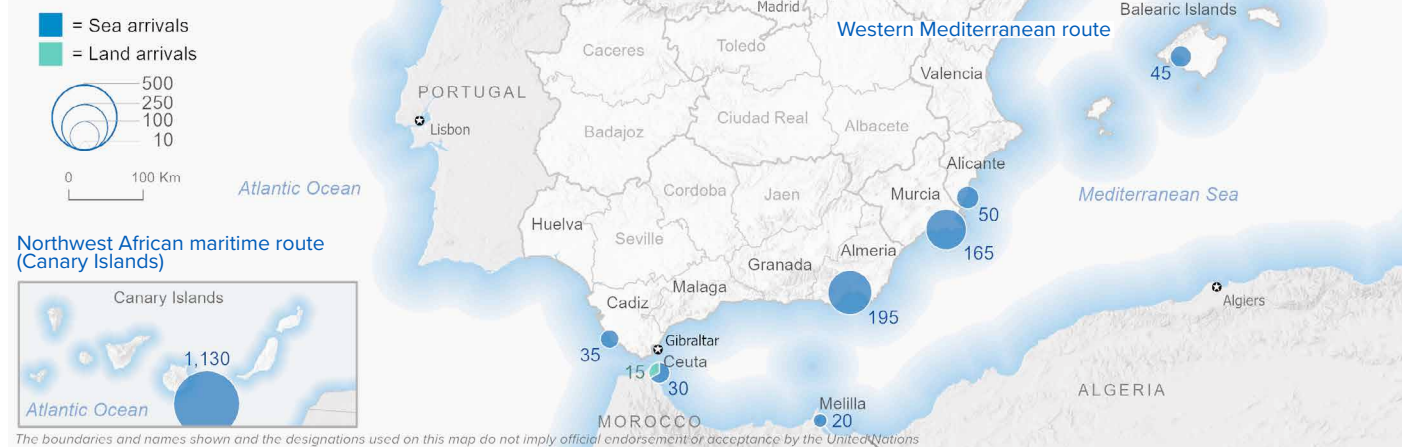 = Sea arrivals
= Land arrivals
500
250
100
10
0
100 Km
Atlantic Ocean
Northwest African maritime route
(Canary Islands)
Canary Islands
1,130
Atlantic Ocean
Madrid
Western Mediterranean route
Balearic Islands
45
Caceres
Toledo
Valencia
PORTUGAL
Lisbon
Badajoz
Ciudad Real
Albacete
Alicante
Cordoba
Jaen
Murcia
50
Mediterranean Sea
Huelva
Seville
165
Almeria
Granada
Malaga
Cadiz
195
Algiers
Gibraltar
35
Ceuta
15
30
ALGERIA
Melilla
20
MOROCCO
The boundaries and names shown and the designations used on this map do not imply official endorsement or acceptance by the United Nations